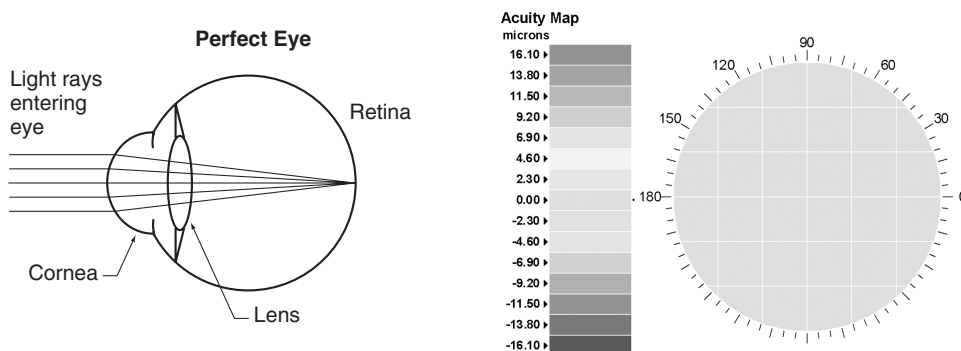 Perfect Eye
Light rays
entering
eye
Retina
Cornea
Lens
Acuity Map
microns
16.10
13.80
11.50
9.20
6.90
4.60
2.30
0.00
-2.30
-4.60
-6.90
-9.20
-11.50
-13.80
-16.10
90
120
60
150
30
180
0